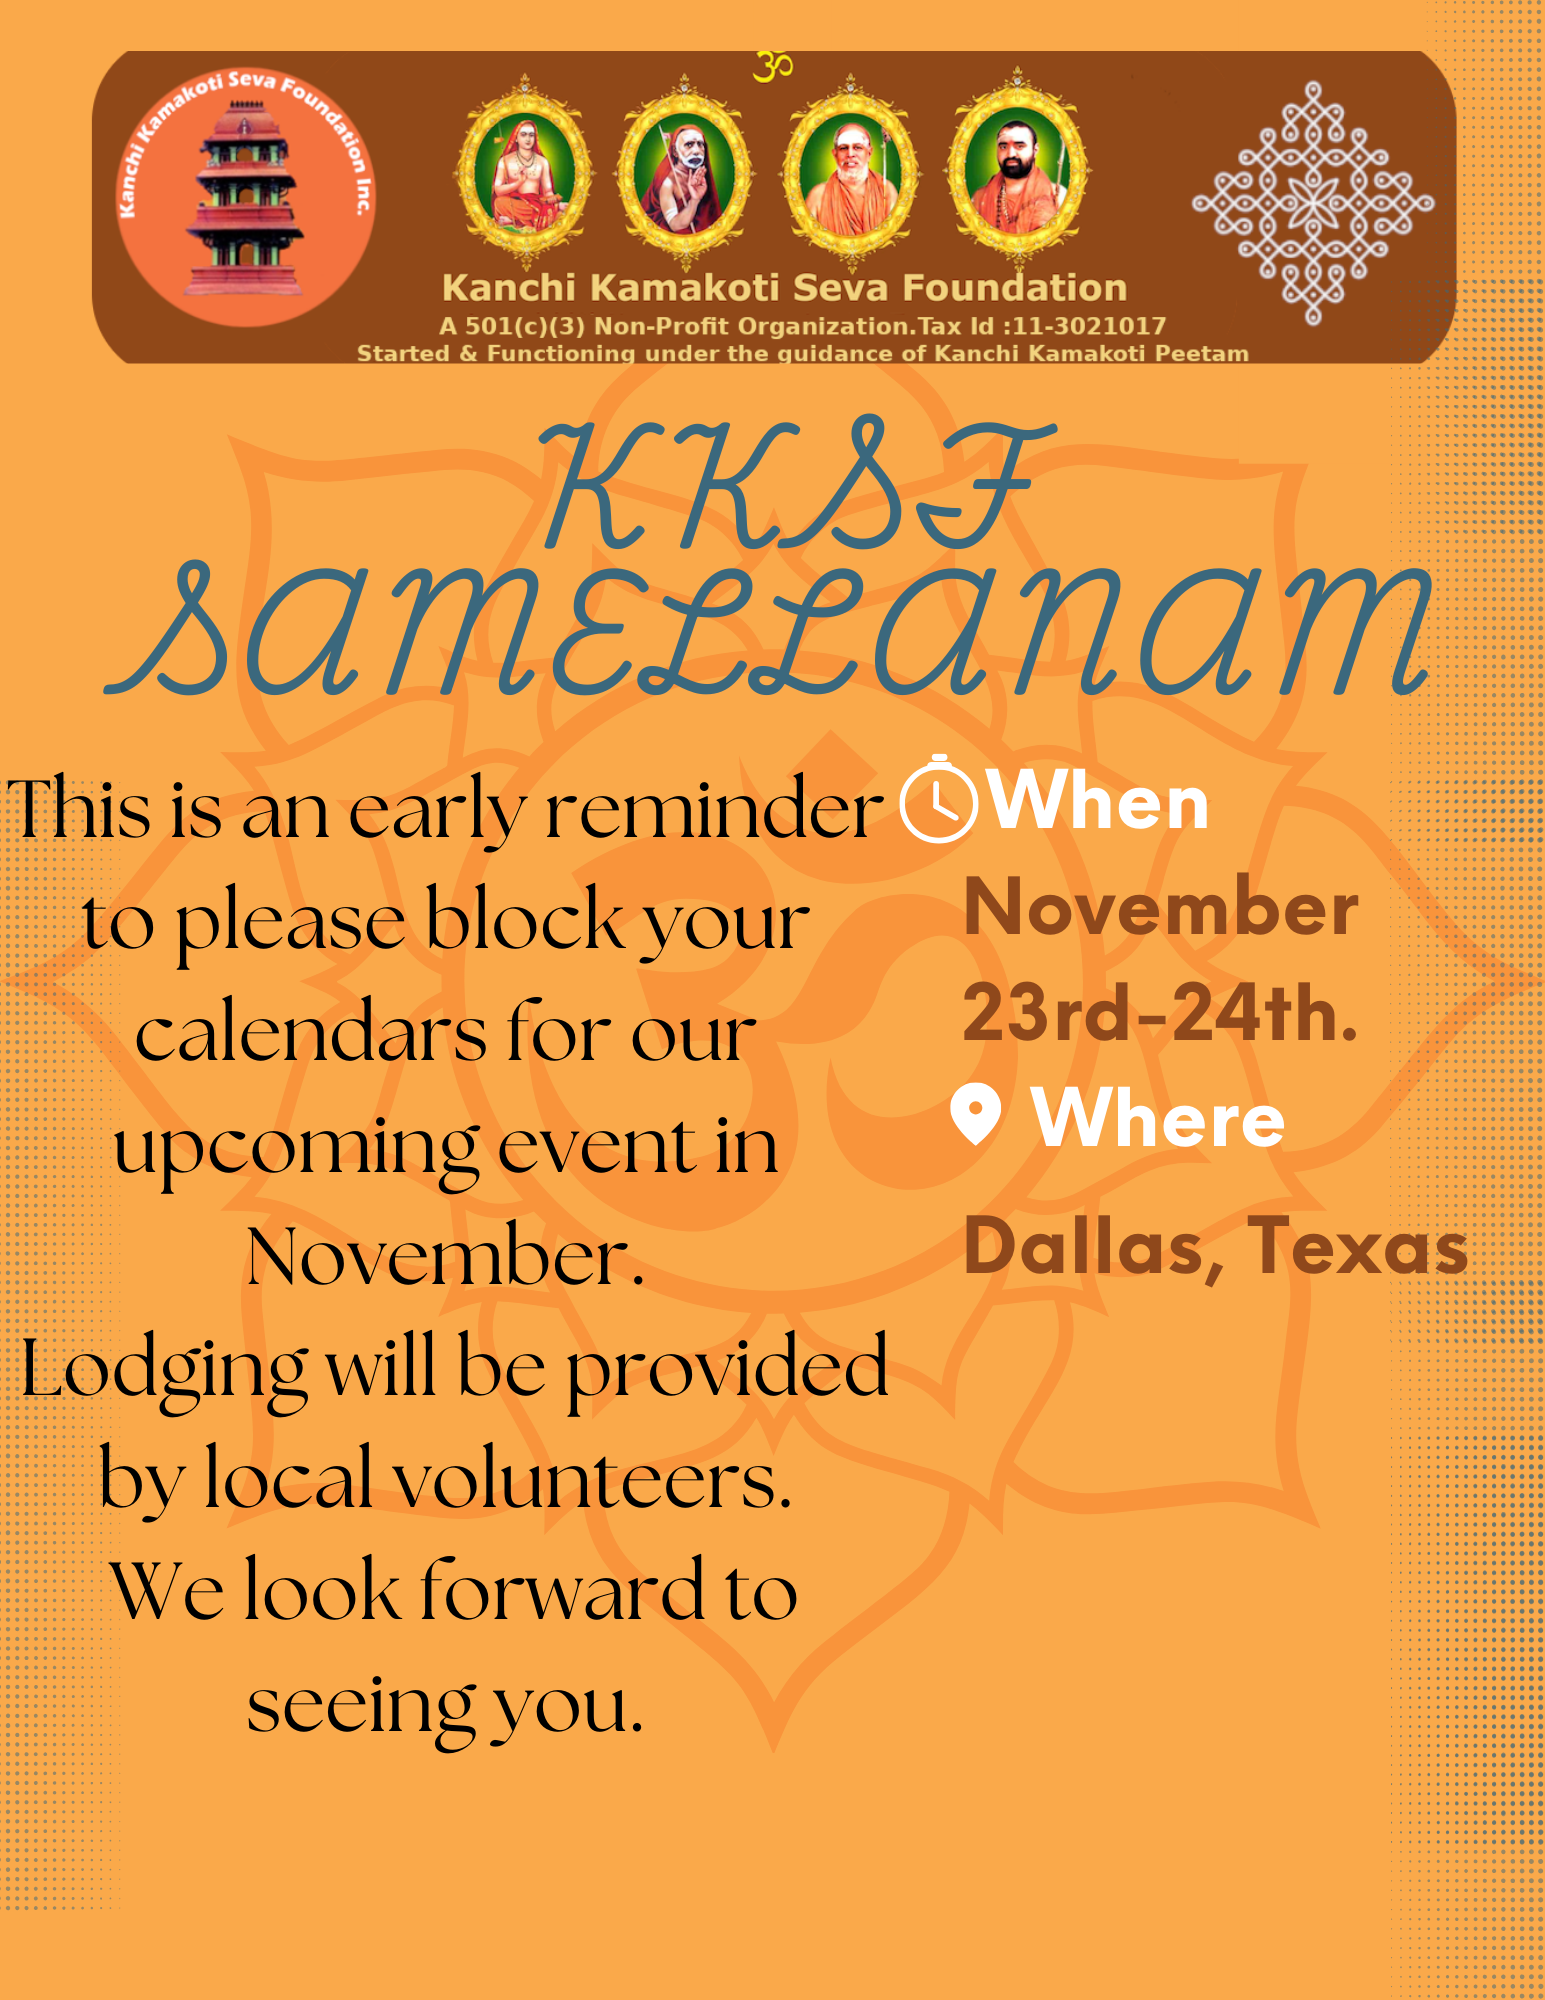 ॐ
Kanchi Kamakoti Seva Foundation Inc.
Kanchi Kamakoti Seva Foundation
A 501(c)(3) Non-Profit Organization.Tax Id :11-3021017
Started & Functioning under the guidance of Kanchi Kamakoti Peetam
KKSF
SAMELLANAM
This is an early reminder
to please block your
calendars for our
upcoming event in
November.
Lodging will be provided
by local volunteers.
We look forward to
seeing you.
When
November
23rd-24th.
Where
Dallas, Texas
ॐ